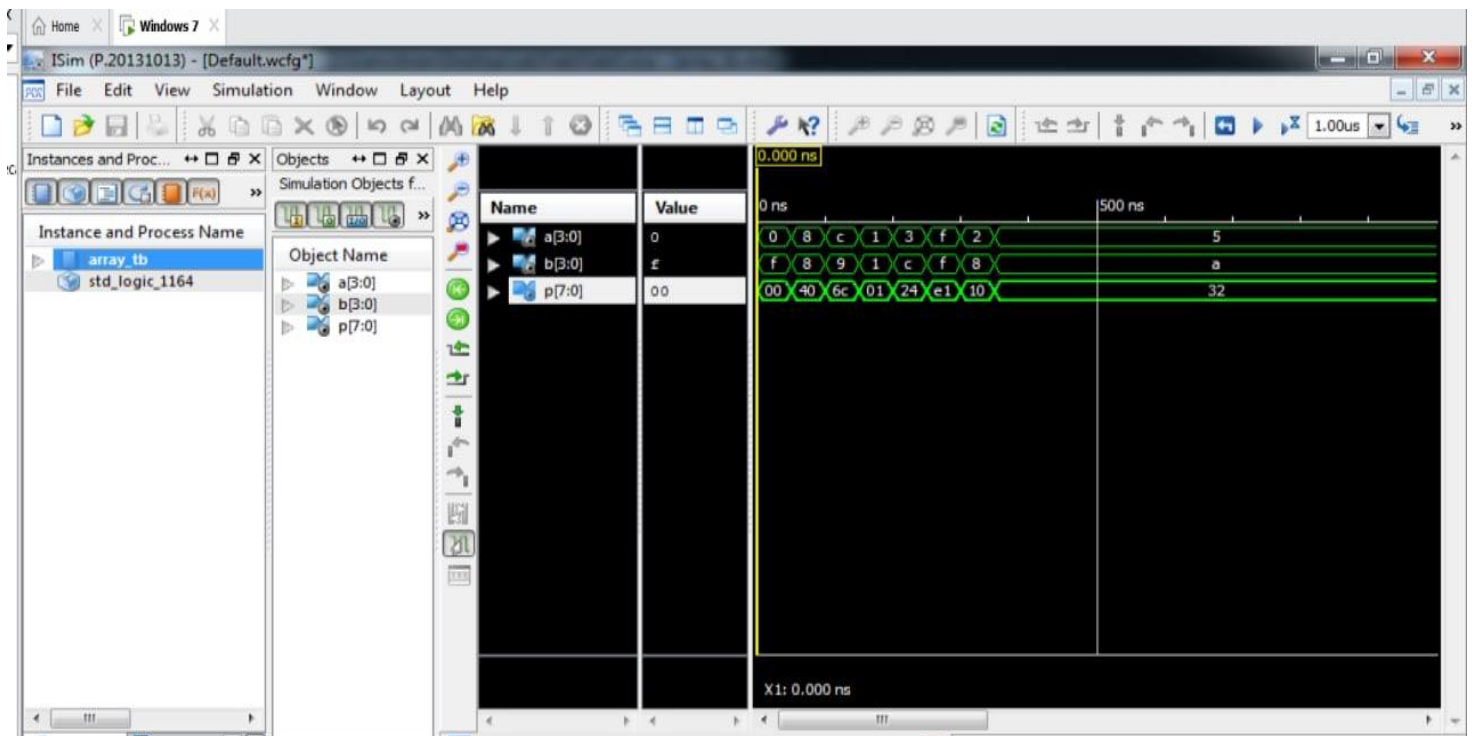 Home
Windows 7
ISim (P.20131013) - [Default.wcfg*]
File Edit View Simulation Window Layout Help
1.00us
Instances and Proc...
Objects
Simulation Objects f...
Instance and Process Name
array_tb
std_logic_1164
Object Name
a[3:0]
b[3:0]
p[7:0]
Name Value
a[3:0] 0
b[3:0] f
p[7:0] 00
0.000 ns
0 ns 500 ns
0 8 c 1 3 f 2 5
f 8 9 1 c f 8 a
00 40 6c 01 24 e1 10 32
X1: 0.000 ns